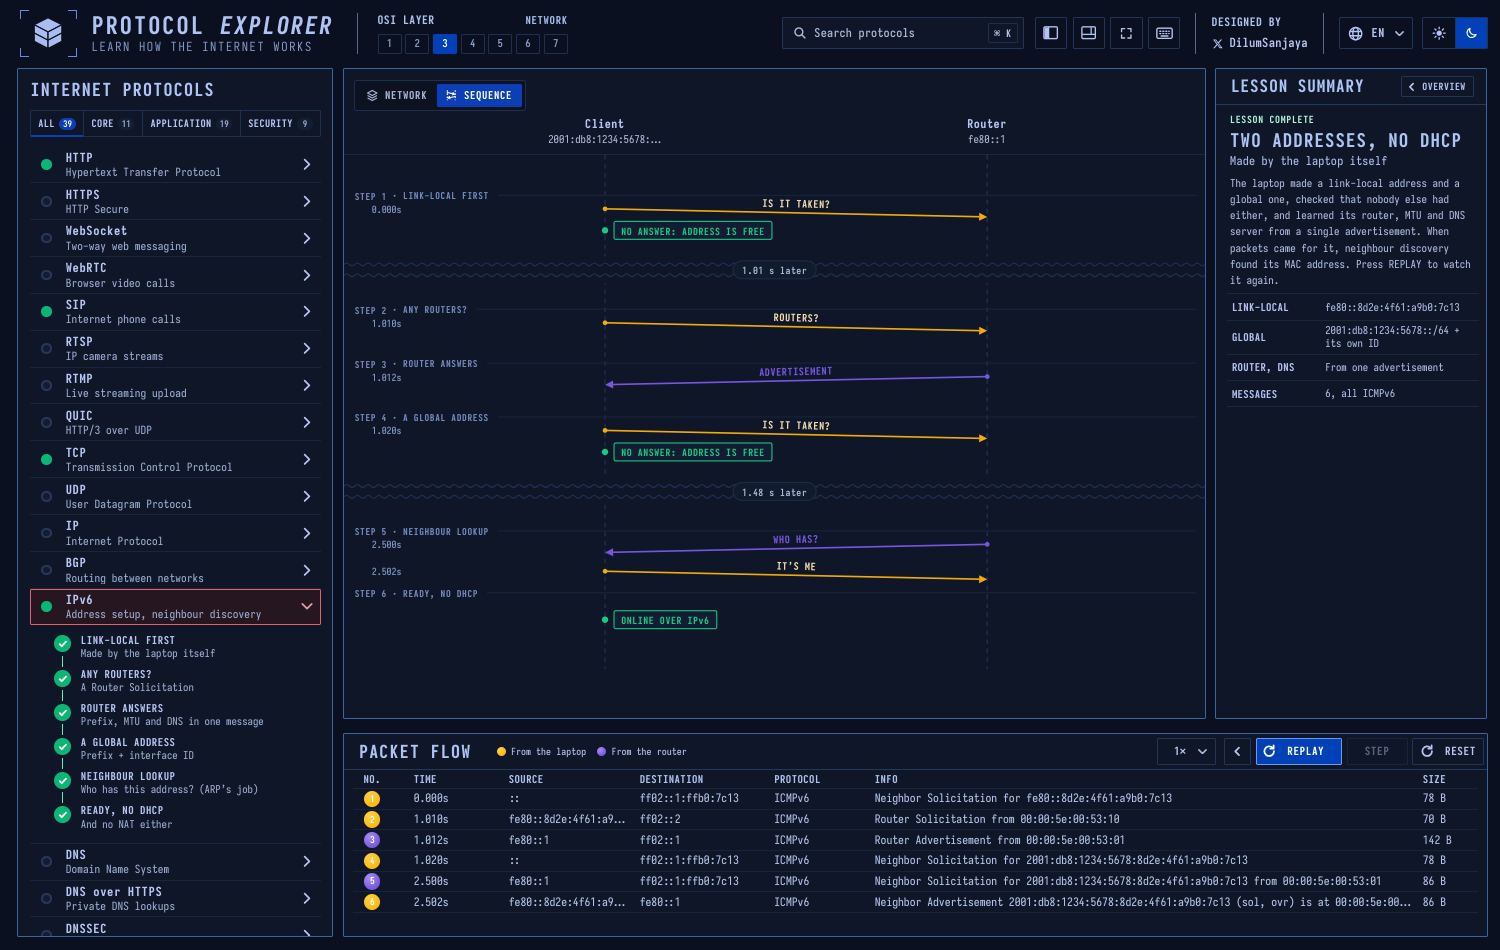 PROTOCOL EXPLORER
LEARN HOW THE INTERNET WORKS
OSI LAYER NETWORK
1 2 3 4 5 6 7
Search protocols ⌘ K
DESIGNED BY
DilumSanjaya
EN
INTERNET PROTOCOLS
ALL 39 CORE 11 APPLICATION 19 SECURITY 9
HTTP
Hypertext Transfer Protocol
HTTPS
HTTP Secure
WebSocket
Two-way web messaging
WebRTC
Browser video calls
SIP
Internet phone calls
RTSP
IP camera streams
RTMP
Live streaming upload
QUIC
HTTP/3 over UDP
TCP
Transmission Control Protocol
UDP
User Datagram Protocol
IP
Internet Protocol
BGP
Routing between networks
IPv6
Address setup, neighbour discovery
LINK-LOCAL FIRST
Made by the laptop itself
ANY ROUTERS?
A Router Solicitation
ROUTER ANSWERS
Prefix, MTU and DNS in one message
A GLOBAL ADDRESS
Prefix + interface ID
NEIGHBOUR LOOKUP
Who has this address? (ARP's job)
READY, NO DHCP
And no NAT either
DNS
Domain Name System
DNS over HTTPS
Private DNS lookups
DNSSEC
NETWORK SEQUENCE
Client Router
2001:db8:1234:5678:... fe80::1
STEP 1 · LINK-LOCAL FIRST
0.000s
IS IT TAKEN?
NO ANSWER: ADDRESS IS FREE
1.01 s later
STEP 2 · ANY ROUTERS?
1.010s
ROUTERS?
STEP 3 · ROUTER ANSWERS
1.012s
ADVERTISEMENT
STEP 4 · A GLOBAL ADDRESS
1.020s
IS IT TAKEN?
NO ANSWER: ADDRESS IS FREE
1.48 s later
STEP 5 · NEIGHBOUR LOOKUP
2.500s
WHO HAS?
2.502s
IT'S ME
STEP 6 · READY, NO DHCP
ONLINE OVER IPv6
LESSON SUMMARY OVERVIEW
LESSON COMPLETE
TWO ADDRESSES, NO DHCP
Made by the laptop itself
The laptop made a link-local address and a
global one, checked that nobody else had
either, and learned its router, MTU and DNS
server from a single advertisement. When
packets came for it, neighbour discovery
found its MAC address. Press REPLAY to watch
it again.
LINK-LOCAL fe80::8d2e:4f61:a9b0:7c13
GLOBAL 2001:db8:1234:5678::/64 +
its own ID
ROUTER, DNS From one advertisement
MESSAGES 6, all ICMPv6
PACKET FLOW From the laptop From the router 1× REPLAY STEP RESET
NO. TIME SOURCE DESTINATION PROTOCOL INFO SIZE
1 0.000s :: ff02::1:ffb0:7c13 ICMPv6 Neighbor Solicitation for fe80::8d2e:4f61:a9b0:7c13 78 B
2 1.010s fe80::8d2e:4f61:a9... ff02::2 ICMPv6 Router Solicitation from 00:00:5e:00:53:10 70 B
3 1.012s fe80::1 ff02::1 ICMPv6 Router Advertisement from 00:00:5e:00:53:01 142 B
4 1.020s :: ff02::1:ffb0:7c13 ICMPv6 Neighbor Solicitation for 2001:db8:1234:5678:8d2e:4f61:a9b0:7c13 78 B
5 2.500s fe80::1 ff02::1:ffb0:7c13 ICMPv6 Neighbor Solicitation for 2001:db8:1234:5678:8d2e:4f61:a9b0:7c13 from 00:00:5e:00:53:01 86 B
6 2.502s fe80::8d2e:4f61:a9... fe80::1 ICMPv6 Neighbor Advertisement 2001:db8:1234:5678:8d2e:4f61:a9b0:7c13 (sol, ovr) is at 00:00:5e:00... 86 B